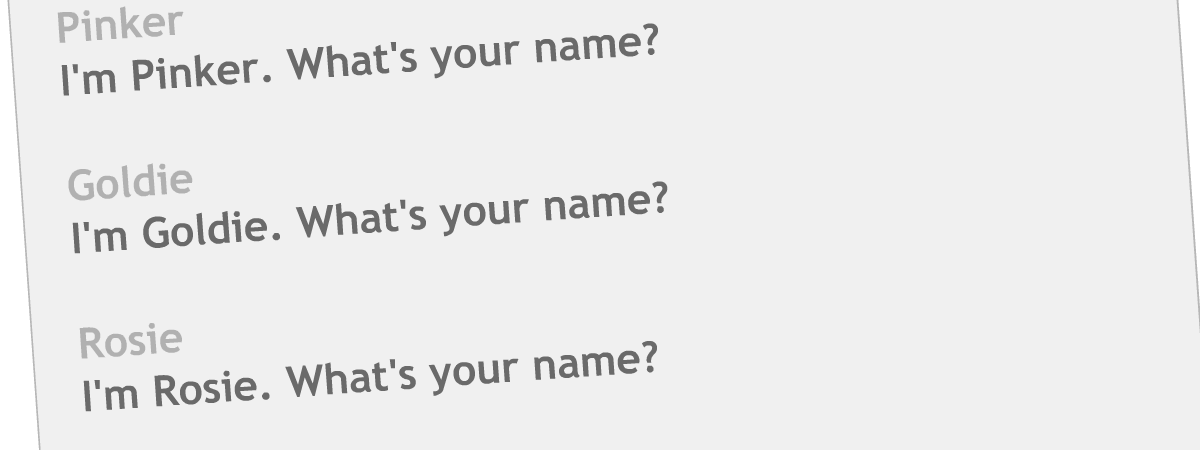 Pinker
I'm Pinker. What's your name?
Goldie
I'm Goldie. What's your name?
Rosie
I'm Rosie. What's your name?